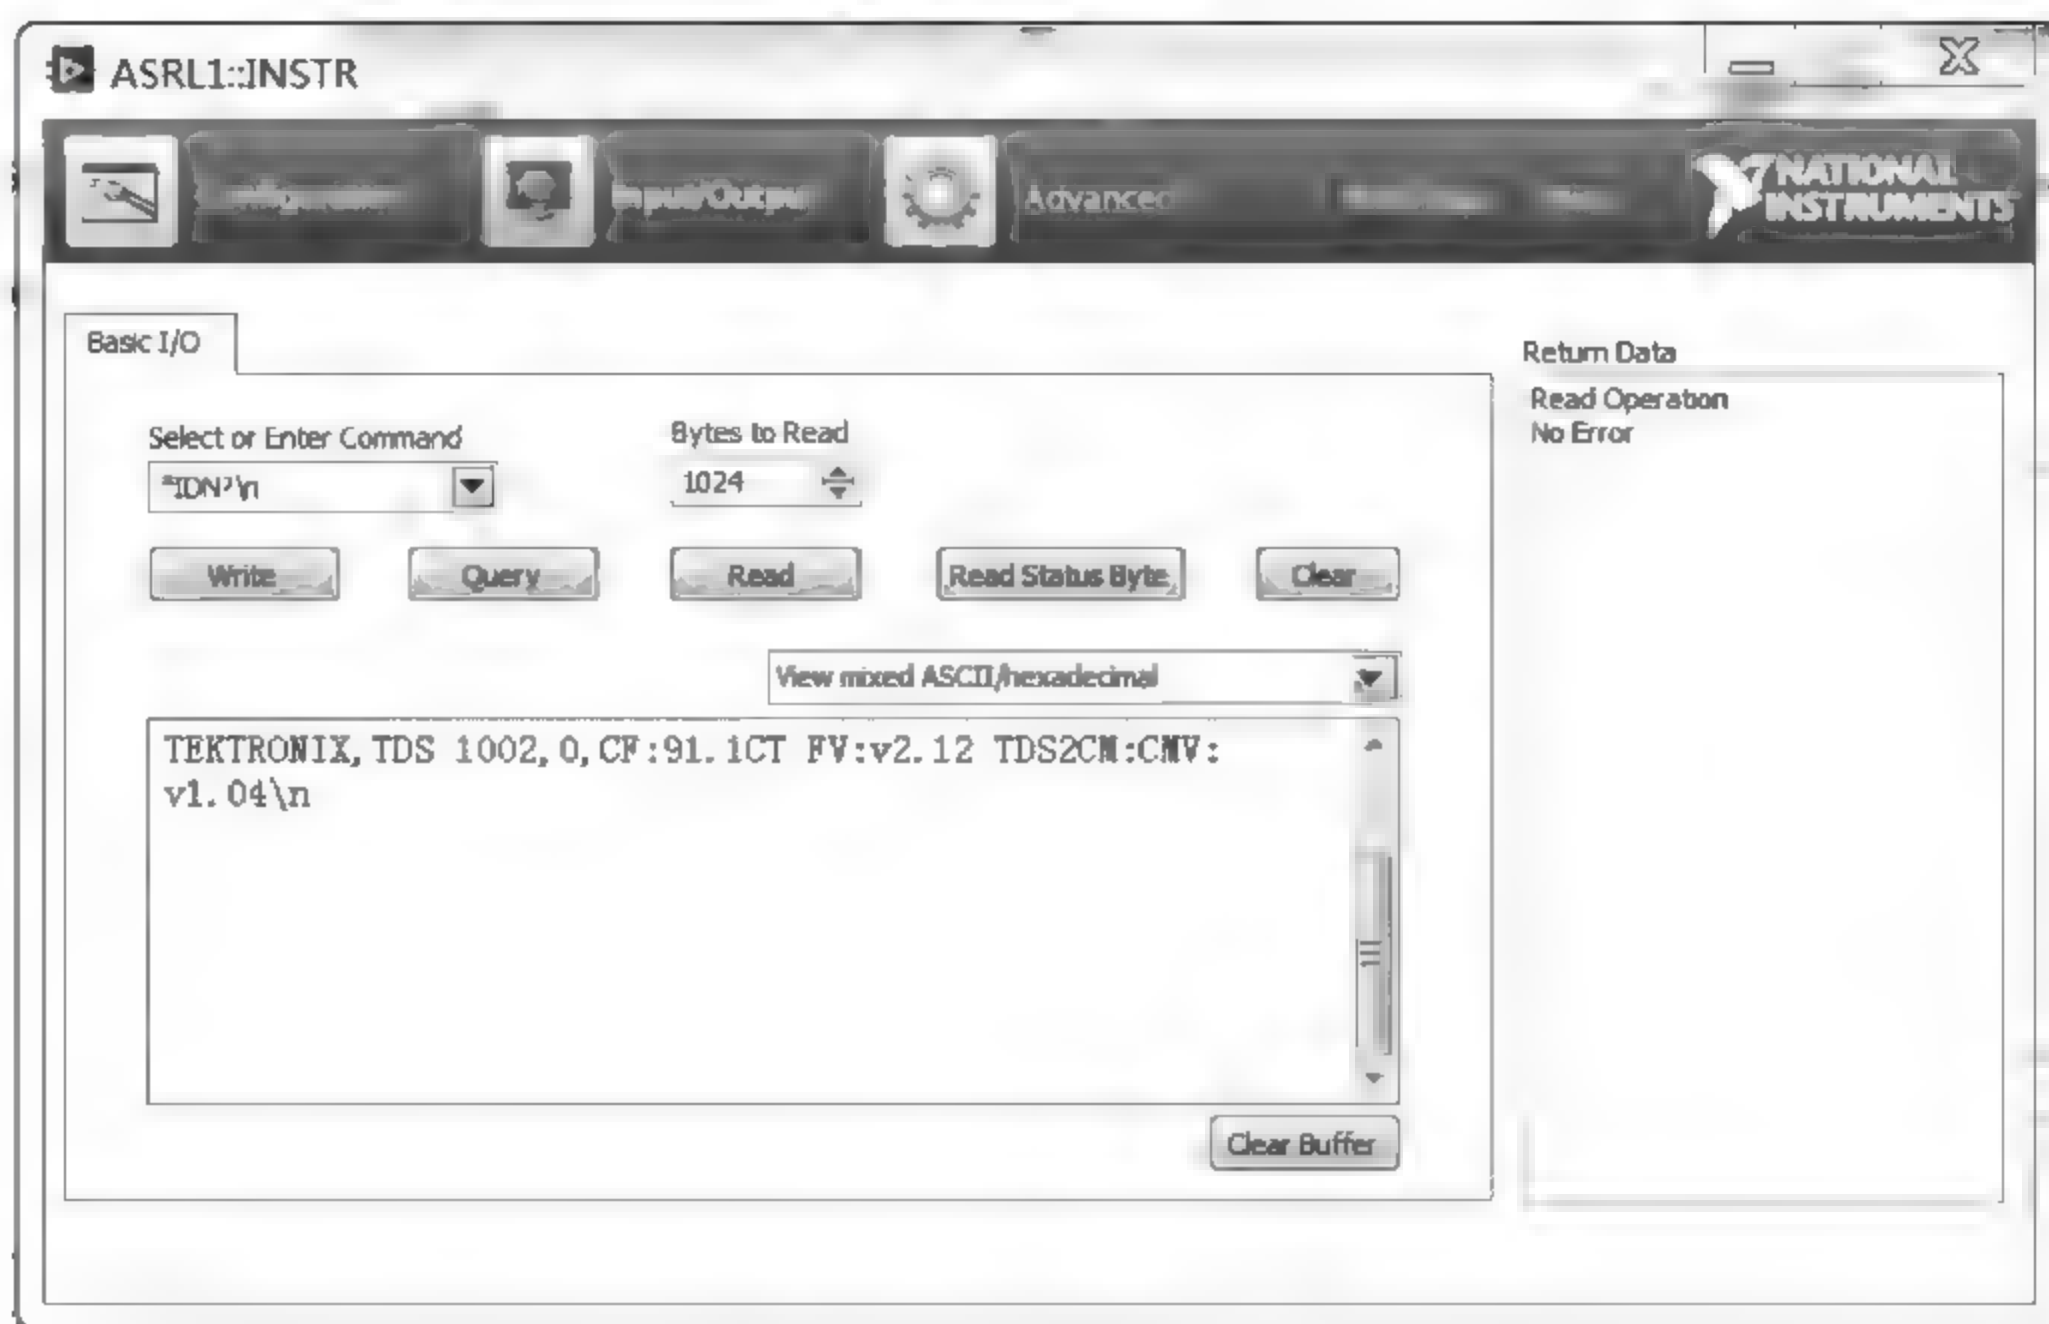 ASRL1::INSTR
Input/Output
Advanced
NATIONAL
INSTRUMENTS
Basic I/O
Return Data
Read Operation
No Error
Select or Enter Command
Bytes to Read
*IDN?\n
1024
Write
Query
Read
Read Status Byte
Clear
View mixed ASCII/hexadecimal
TEKTRONIX,TDS 1002,0,CF:91.1CT FV:v2.12 TDS2CM:CMV:
v1.04\n
Clear Buffer